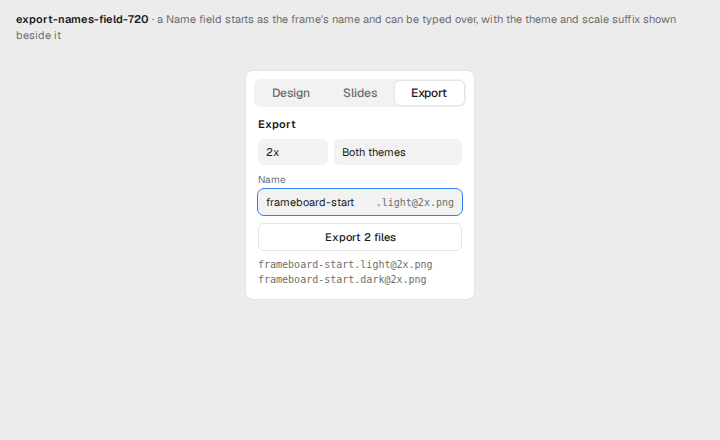 export-names-field-720 · a Name field starts as the frame's name and can be typed over, with the theme and scale suffix shown
beside it
Design Slides Export
Export
2x Both themes
Name
frameboard-start .light@2x.png
Export 2 files
frameboard-start.light@2x.png
frameboard-start.dark@2x.png